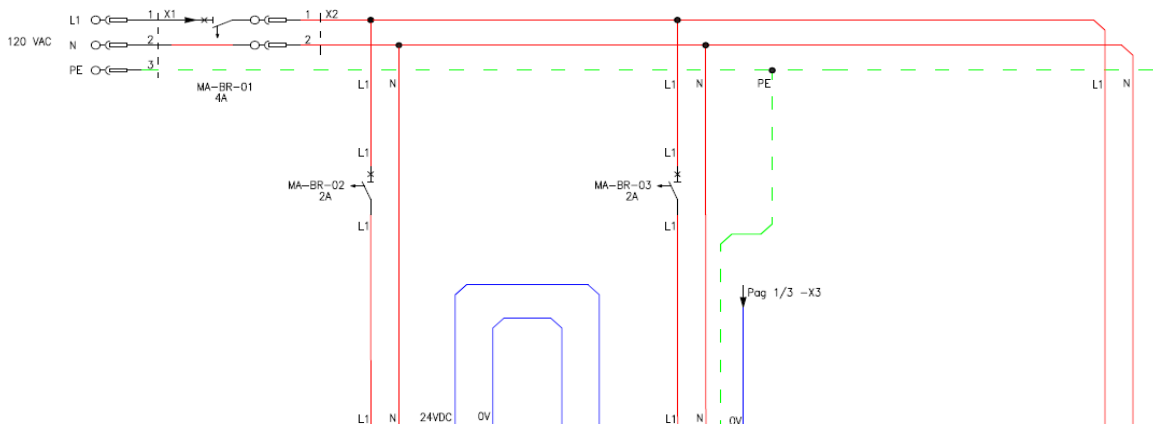 L1 1 X1 1 X2
120 VAC N 2 2
PE 3
MA-BR-01
4A
L1 N L1 N PE L1 N
L1 L1
MA-BR-02 MA-BR-03
2A 2A
L1 L1
Pag 1/3 -X3
L1 N 24VDC 0V L1 N 0V